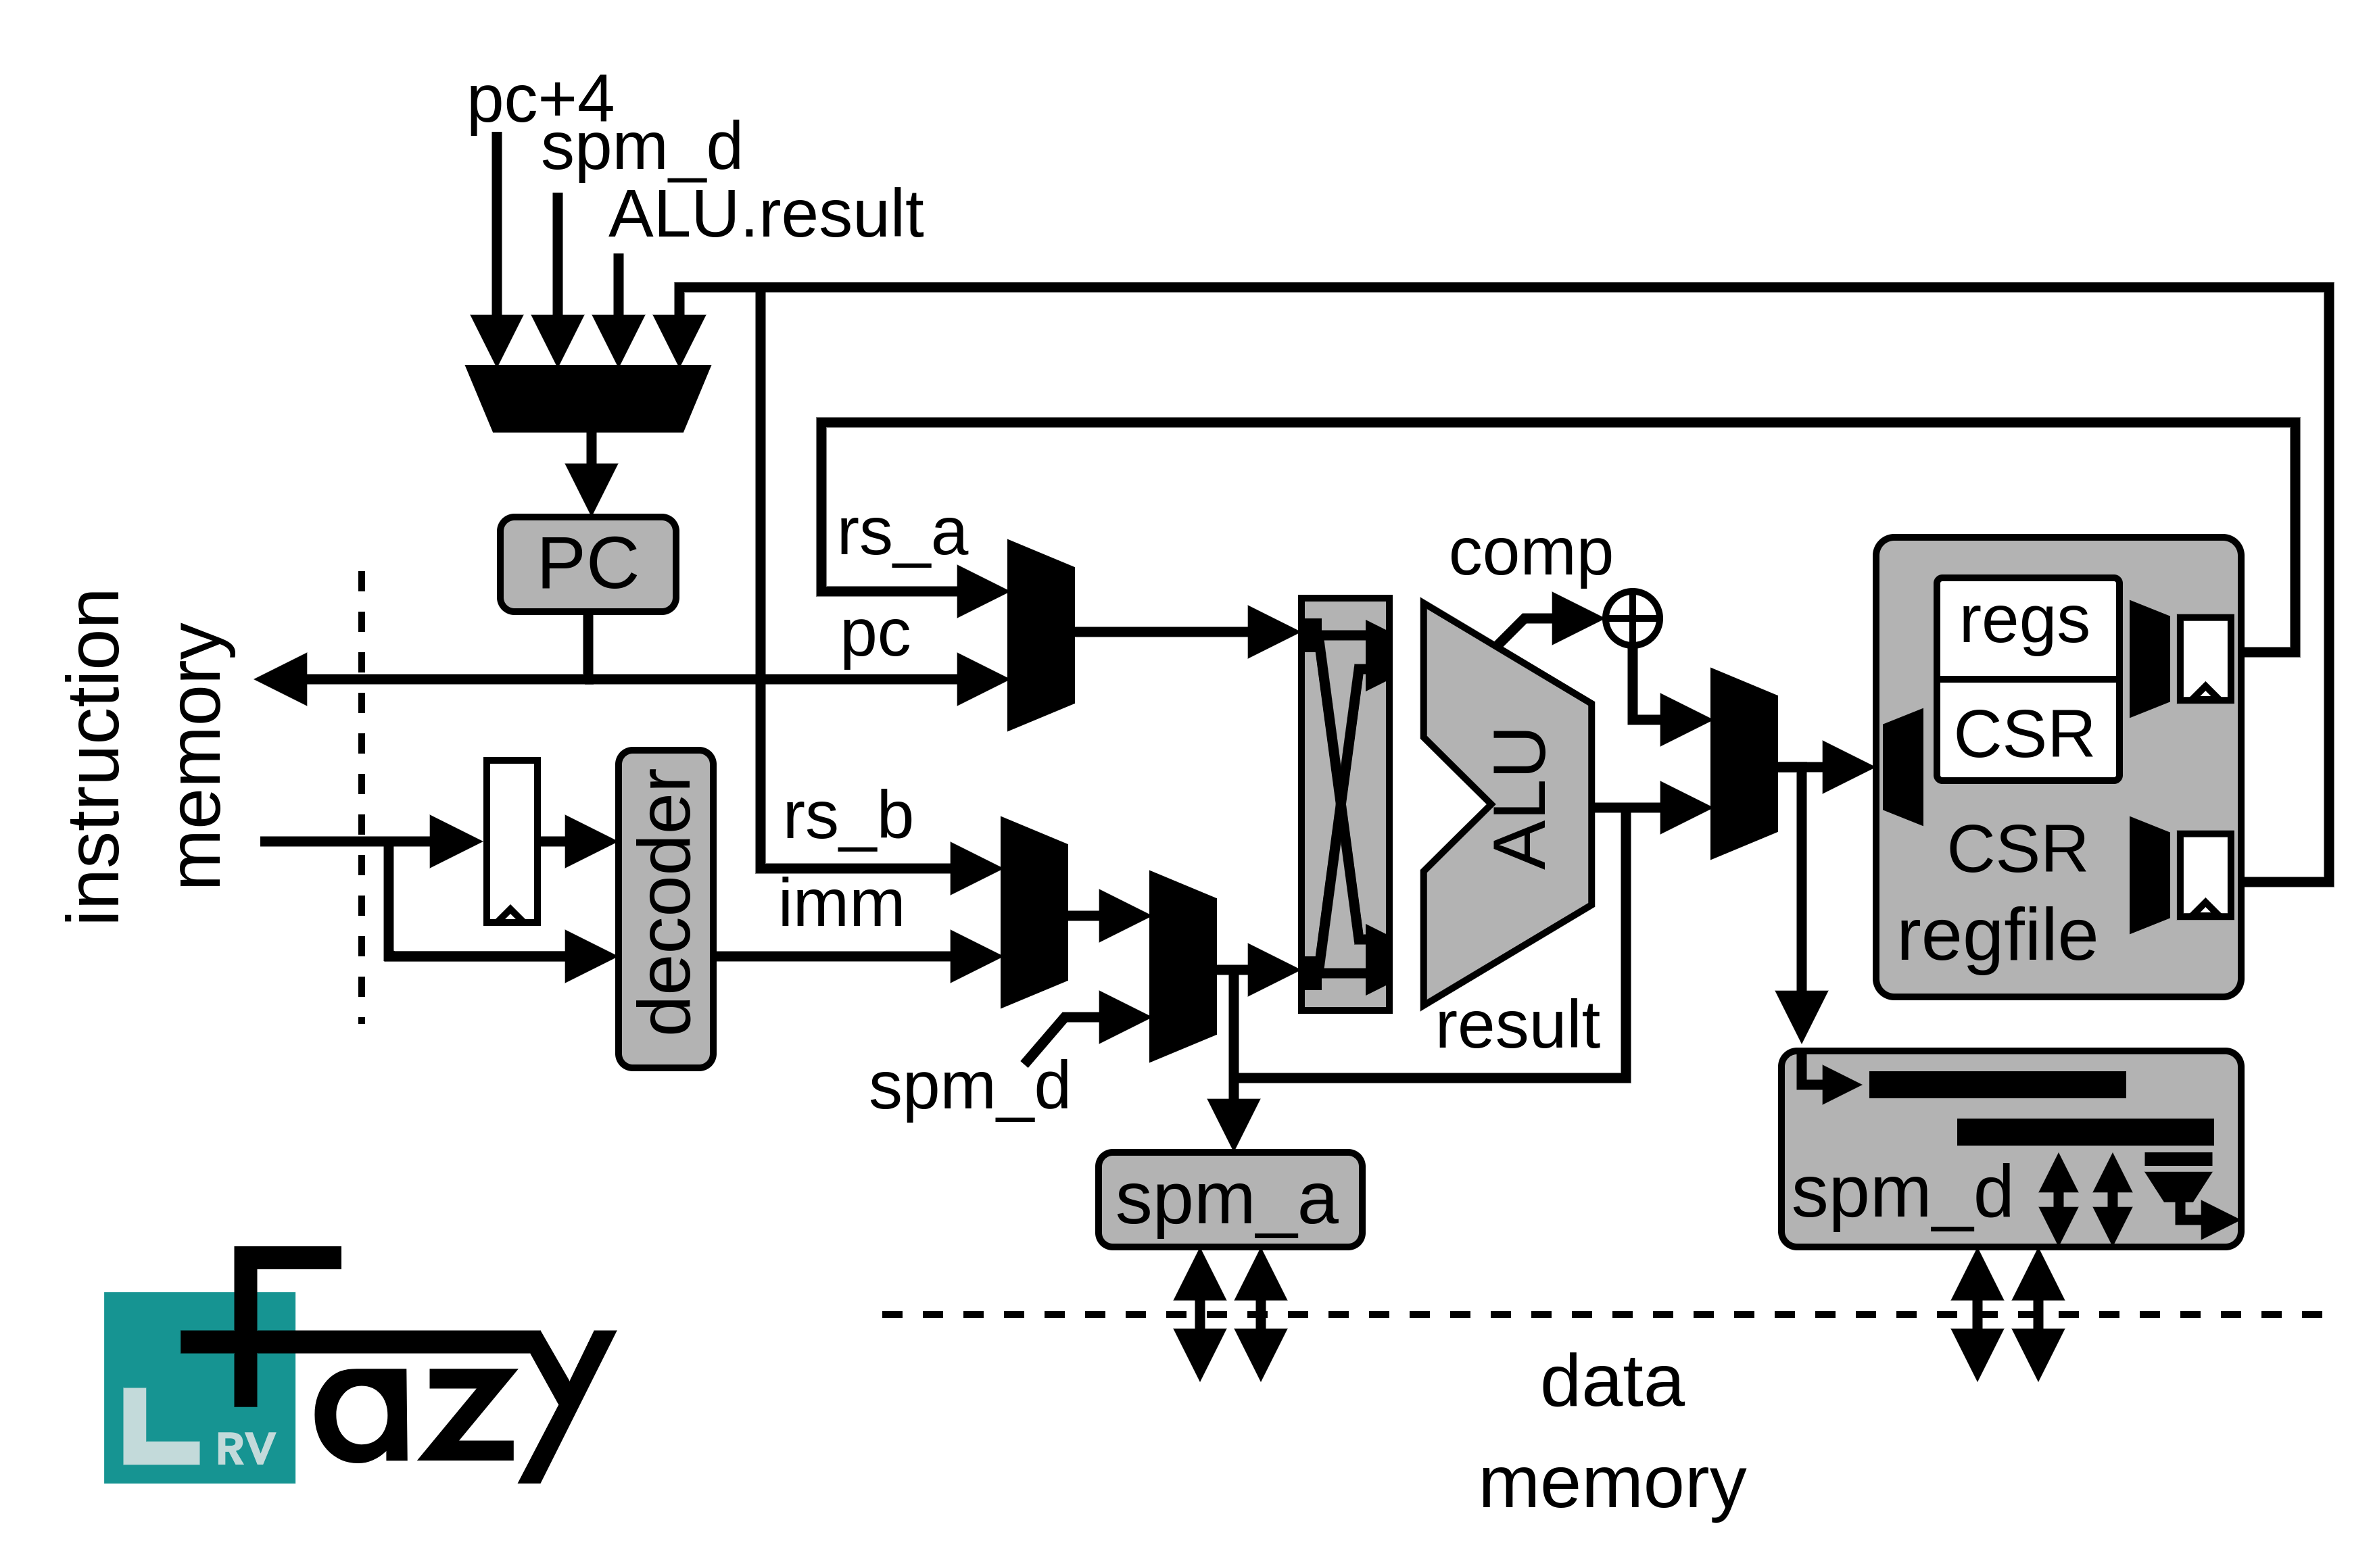 pc+4
spm_d
ALU.result
PC
rs_a
pc
comp
regs
CSR
instruction
memory
decoder
rs_b
imm
ALU
CSR
regfile
result
spm_d
spm_a
spm_d
data
memory
L RV azy